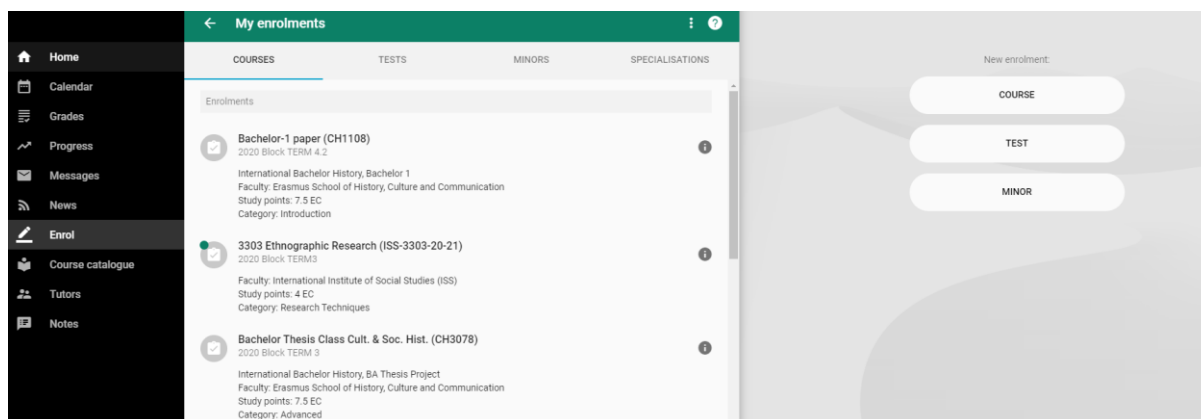 My enrolments
Home
Calendar
Grades
Progress
Messages
News
Enrol
Course catalogue
Tutors
Notes
COURSES TESTS MINORS SPECIALISATIONS
Enrolments
Bachelor-1 paper (CH1108)
2020 Block TERM 4.2
International Bachelor History, Bachelor 1
Faculty: Erasmus School of History, Culture and Communication
Study points: 7.5 EC
Category: Introduction
3303 Ethnographic Research (ISS-3303-20-21)
2020 Block TERM3
Faculty: International Institute of Social Studies (ISS)
Study points: 4 EC
Category: Research Techniques
Bachelor Thesis Class Cult. & Soc. Hist. (CH3078)
2020 Block TERM 3
International Bachelor History, BA Thesis Project
Faculty: Erasmus School of History, Culture and Communication
Study points: 7.5 EC
Category: Advanced
New enrolment:
COURSE
TEST
MINOR